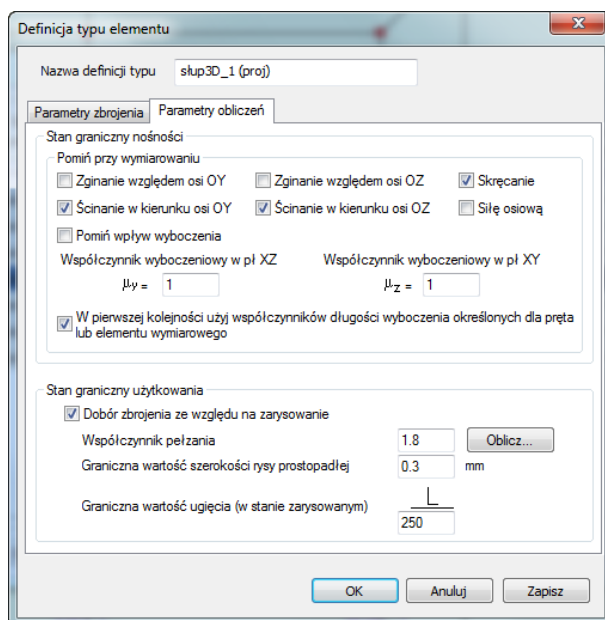 Definicja typu elementu
Nazwa definicji typu słup3D_1 (proj)
Parametry zbrojenia Parametry obliczeń
Stan graniczny nośności
Pomiń przy wymiarowaniu
Zginanie względem osi OY Zginanie względem osi OZ Skręcanie
Ścinanie w kierunku osi OY Ścinanie w kierunku osi OZ Siłę osiową
Pomiń wpływ wyboczenia
Współczynnik wyboczeniowy w pł XZ Współczynnik wyboczeniowy w pł XY
μy = 1 μz = 1
W pierwszej kolejności użyj współczynników długości wyboczenia określonych dla pręta
lub elementu wymiarowego
Stan graniczny użytkowania
Dobór zbrojenia ze względu na zarysowanie
Współczynnik pełzania 1.8 Oblicz...
Graniczna wartość szerokości rysy prostopadłej 0.3 mm
Graniczna wartość ugięcia (w stanie zarysowanym) L
250
OK Anuluj Zapisz